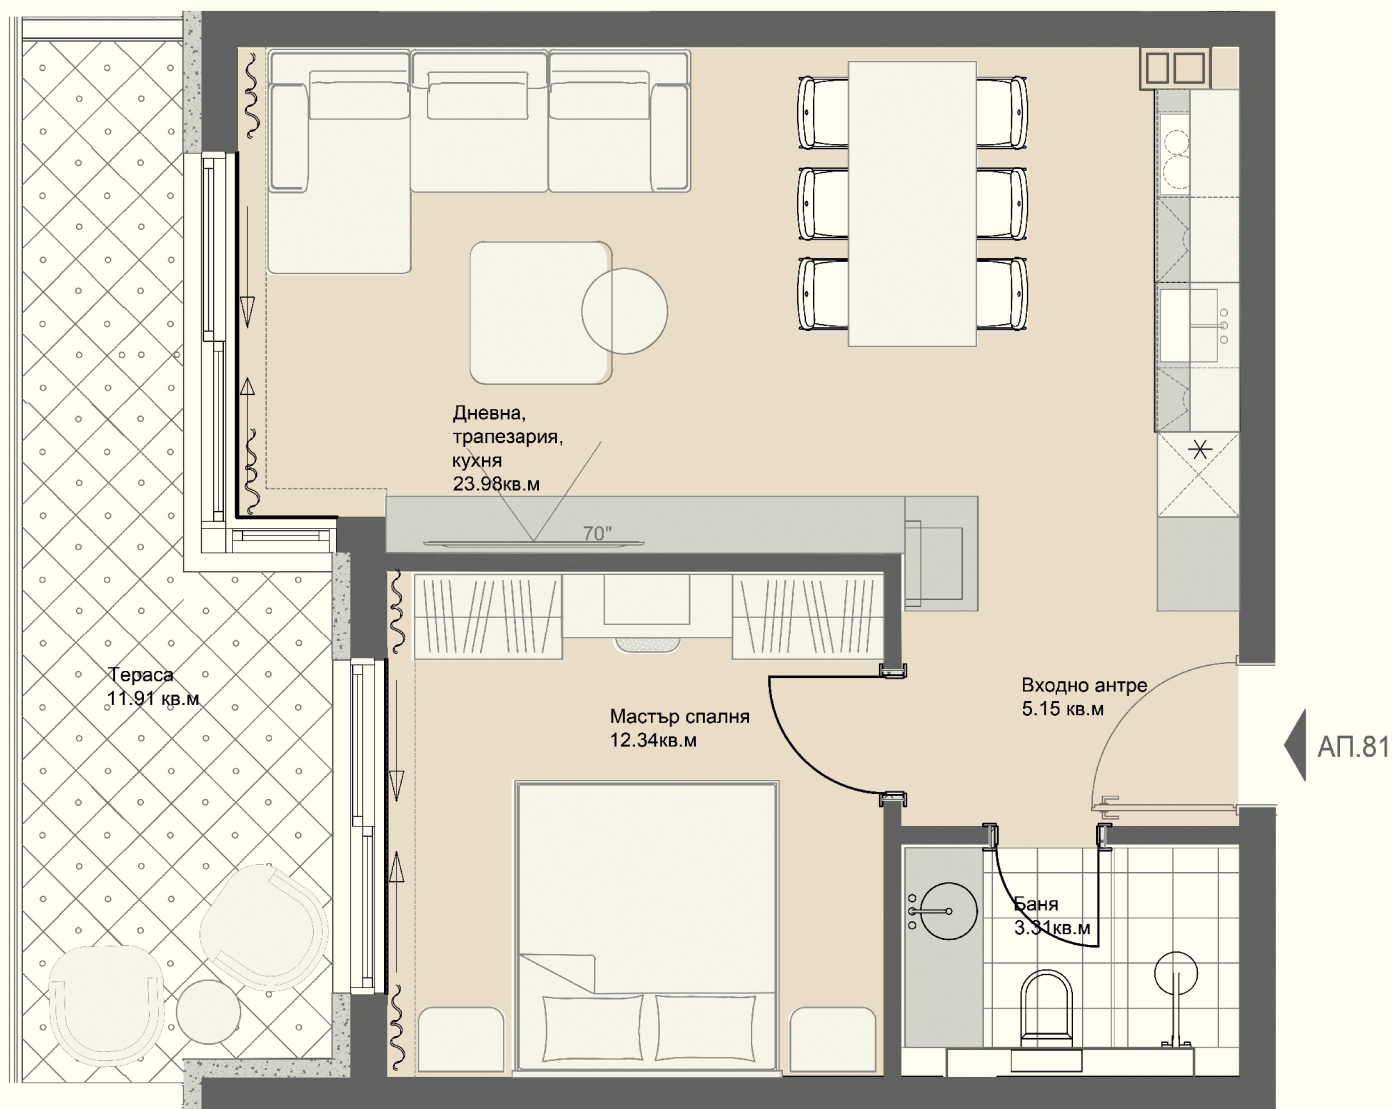 Дневна,
трапезария,
кухня
23.98кв.м
70"
Тераса
11.91 кв.м
Мастър спалня
12.34кв.м
Входно антре
5.15 кв.м
АП.81
Баня
3.31кв.м